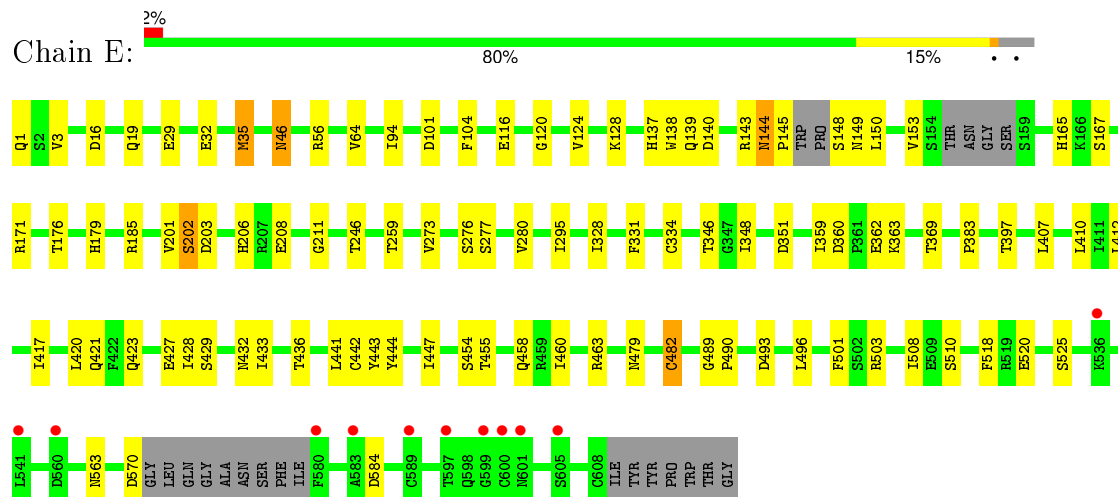 2%
Chain E:
80% 15% • •
Q1 S2 V3 D16 Q19 E29 E32 M35 N46 R56 V64 I94 D101 F104 E116 G120 V124 K128 H137 W138 Q139 D140 R143 N144 P145 TRP PRO S148 N149 L150 V153 S154 THR ASN GLY SER S159 H165 K166 S167
R171 T176 H179 R185 V201 S202 D203 H206 R207 E208 G211 T246 T259 V273 S276 S277 V280 I295 I328 F331 C334 T346 G347 I348 D351 I359 D360 P361 E362 K363 T369 P383 T397 L407 L410 I411
I417 L420 Q421 F422 Q423 E427 I428 S429 N432 I433 T436 L441 C442 Y443 Y444 I447 S454 T455 Q458 R459 I460 R463 N479 C482 G489 P490 D493 L496 F501 S502 R503 I508 E509 S510 F518 R519 E520 S525 K536
L541 D560 N563 D570 GLY LEU GLN GLY ALA ASN SER PHE ILE F580 A583 D584 C589 T597 Q598 G599 C600 N601 S605 C608 ILE TYR TYR PRO TRP THR GLY